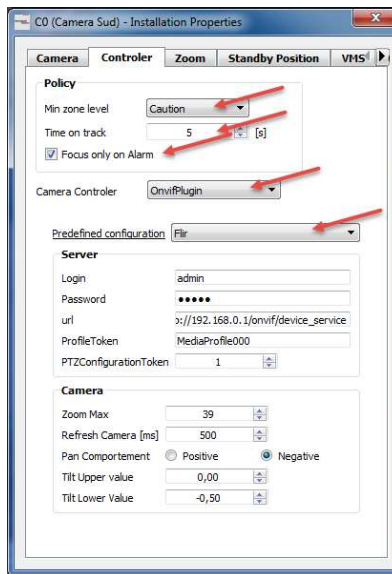 C0 (Camera Sud) - Installation Properties
Camera Controler Zoom Standby Position VMS
Policy
Min zone level Caution
Time on track 5 [s]
Focus only on Alarm
Camera Controler OnvifPlugin
Predefined configuration Flir
Server
Login admin
Password •••••
url ɔ://192.168.0.1/onvif/device_service
ProfileToken MediaProfile000
PTZConfigurationToken 1
Camera
Zoom Max 39
Refresh Camera [ms] 500
Pan Comportement Positive Negative
Tilt Upper value 0,00
Tilt Lower Value -0,50